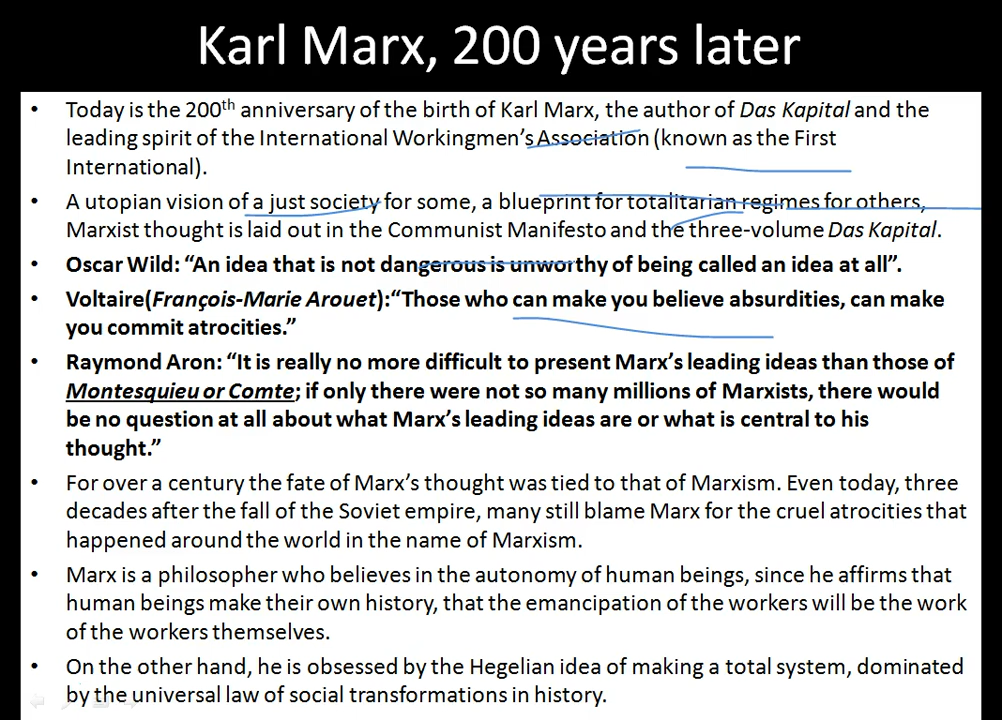 Karl Marx, 200 years later
• Today is the 200th anniversary of the birth of Karl Marx, the author of Das Kapital and the
leading spirit of the International Workingmen's Association (known as the First
International).
• A utopian vision of a just society for some, a blueprint for totalitarian regimes for others,
Marxist thought is laid out in the Communist Manifesto and the three-volume Das Kapital.
• Oscar Wild: “An idea that is not dangerous is unworthy of being called an idea at all”.
• Voltaire(François-Marie Arouet):“Those who can make you believe absurdities, can make
you commit atrocities.”
• Raymond Aron: “It is really no more difficult to present Marx’s leading ideas than those of
Montesquieu or Comte; if only there were not so many millions of Marxists, there would
be no question at all about what Marx’s leading ideas are or what is central to his
thought.”
• For over a century the fate of Marx’s thought was tied to that of Marxism. Even today, three
decades after the fall of the Soviet empire, many still blame Marx for the cruel atrocities that
happened around the world in the name of Marxism.
• Marx is a philosopher who believes in the autonomy of human beings, since he affirms that
human beings make their own history, that the emancipation of the workers will be the work
of the workers themselves.
• On the other hand, he is obsessed by the Hegelian idea of making a total system, dominated
by the universal law of social transformations in history.